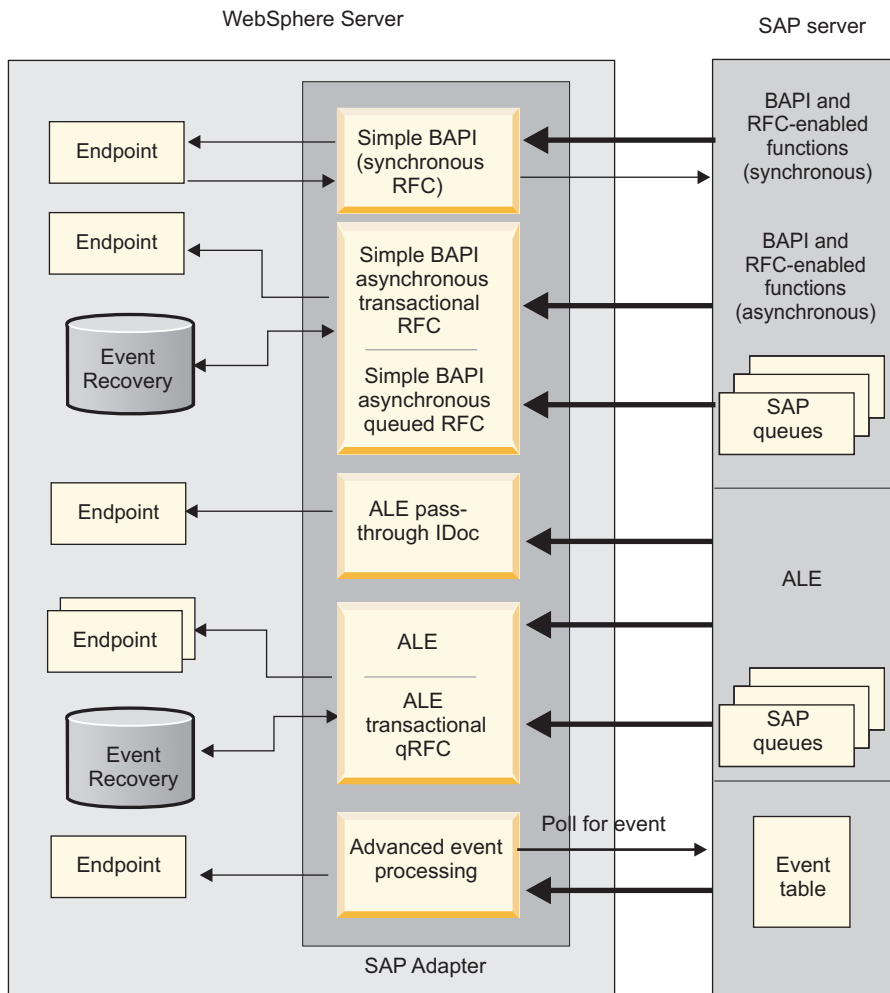 WebSphere Server
SAP server
Endpoint
Simple BAPI
(synchronous
RFC)
BAPI and
RFC-enabled
functions
(synchronous)
Endpoint
Simple BAPI
asynchronous
transactional
RFC
BAPI and
RFC-enabled
functions
(asynchronous)
Event
Recovery
Simple BAPI
asynchronous
queued RFC
SAP
queues
Endpoint
ALE pass-
through IDoc
ALE
Endpoint
ALE
ALE
transactional
qRFC
SAP
queues
Event
Recovery
Poll for event
Endpoint
Advanced event
processing
Event
table
SAP Adapter